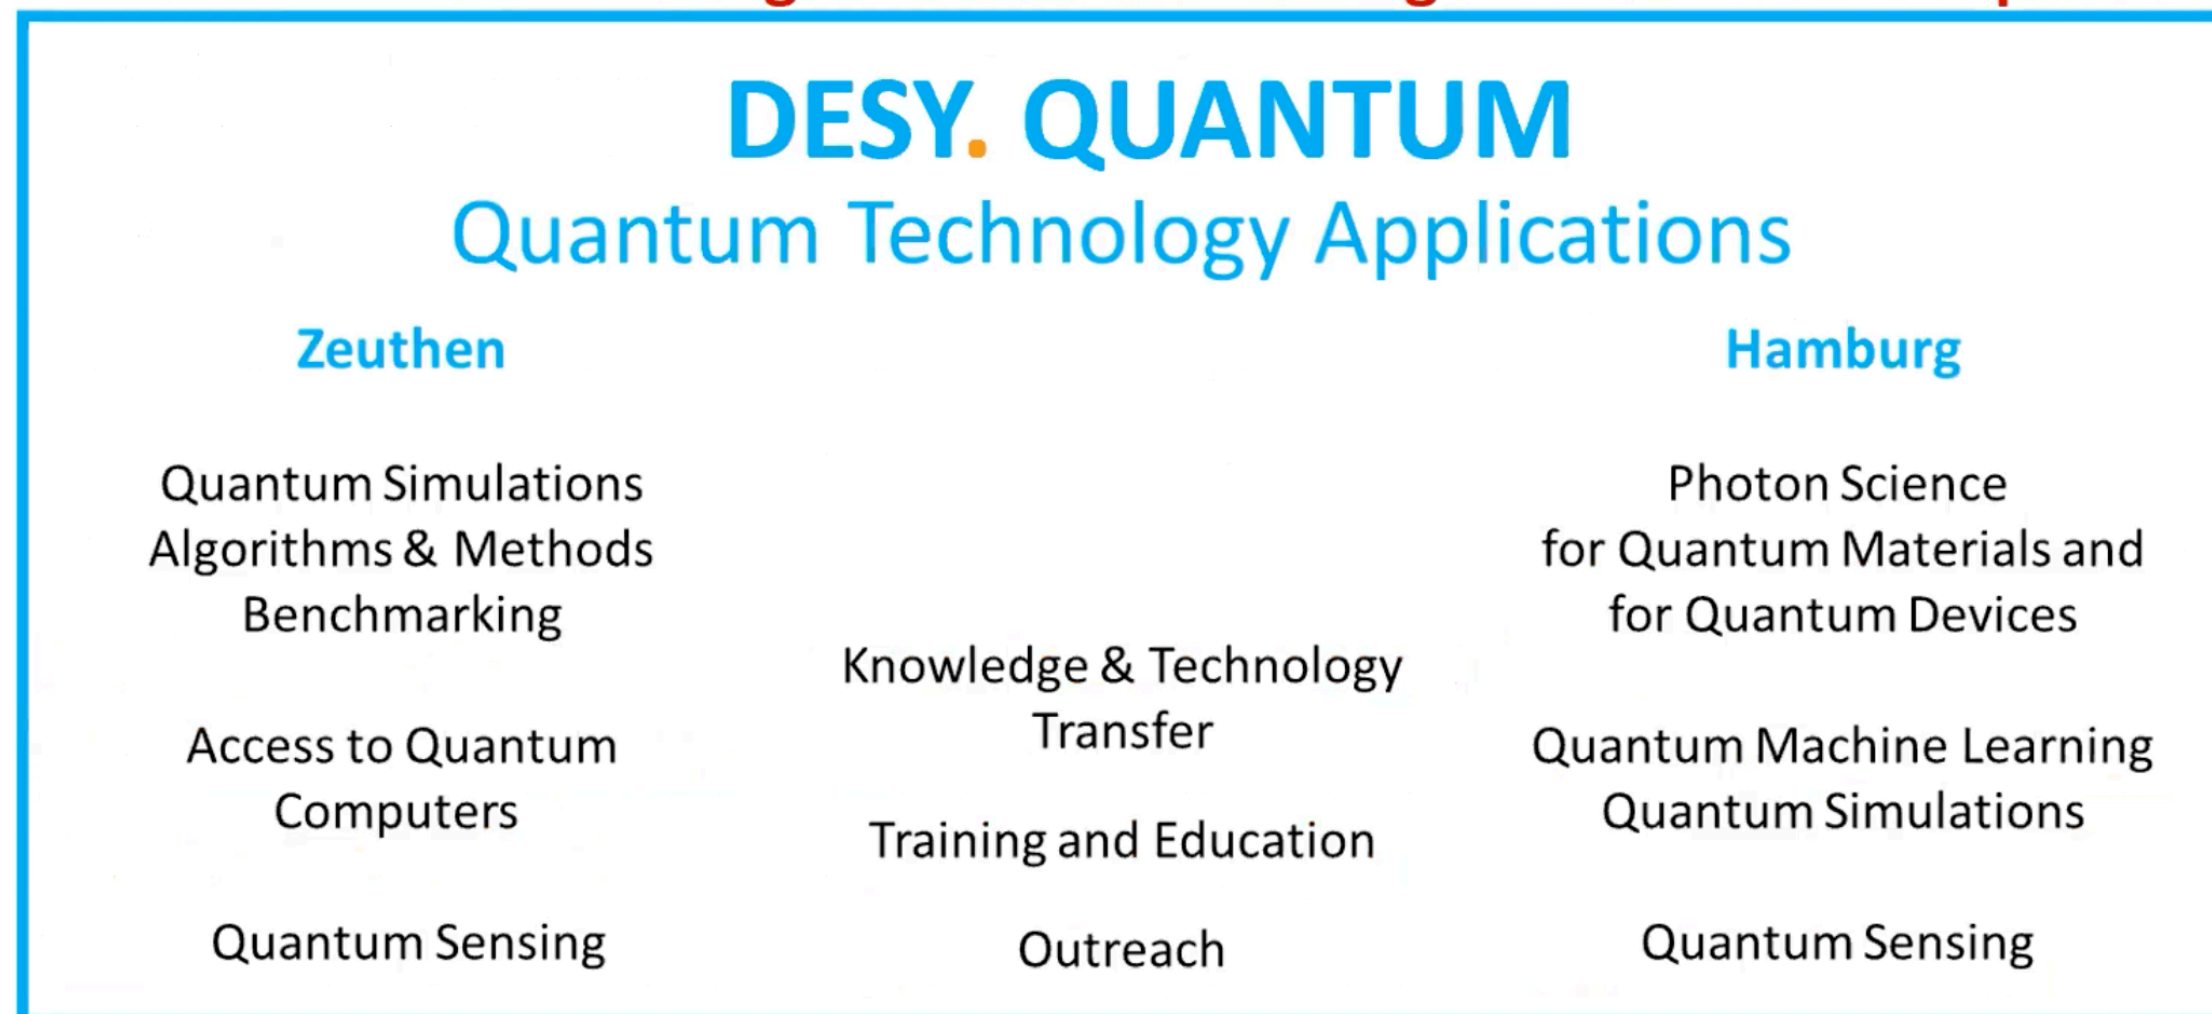 DESY. QUANTUM
Quantum Technology Applications
Zeuthen
Quantum Simulations
Algorithms & Methods
Benchmarking
Access to Quantum
Computers
Quantum Sensing
Knowledge & Technology
Transfer
Training and Education
Outreach
Hamburg
Photon Science
for Quantum Materials and
for Quantum Devices
Quantum Machine Learning
Quantum Simulations
Quantum Sensing